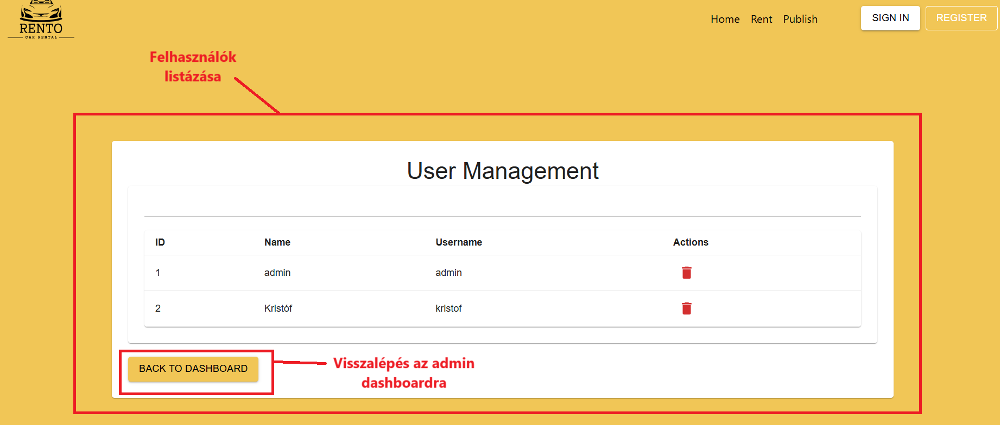 RENTO
CAR RENTAL
Home Rent Publish SIGN IN REGISTER
Felhasználók
listázása
User Management
ID Name Username Actions
1 admin admin
2 Kristóf kristof
BACK TO DASHBOARD
Visszalépés az admin
dashboardra